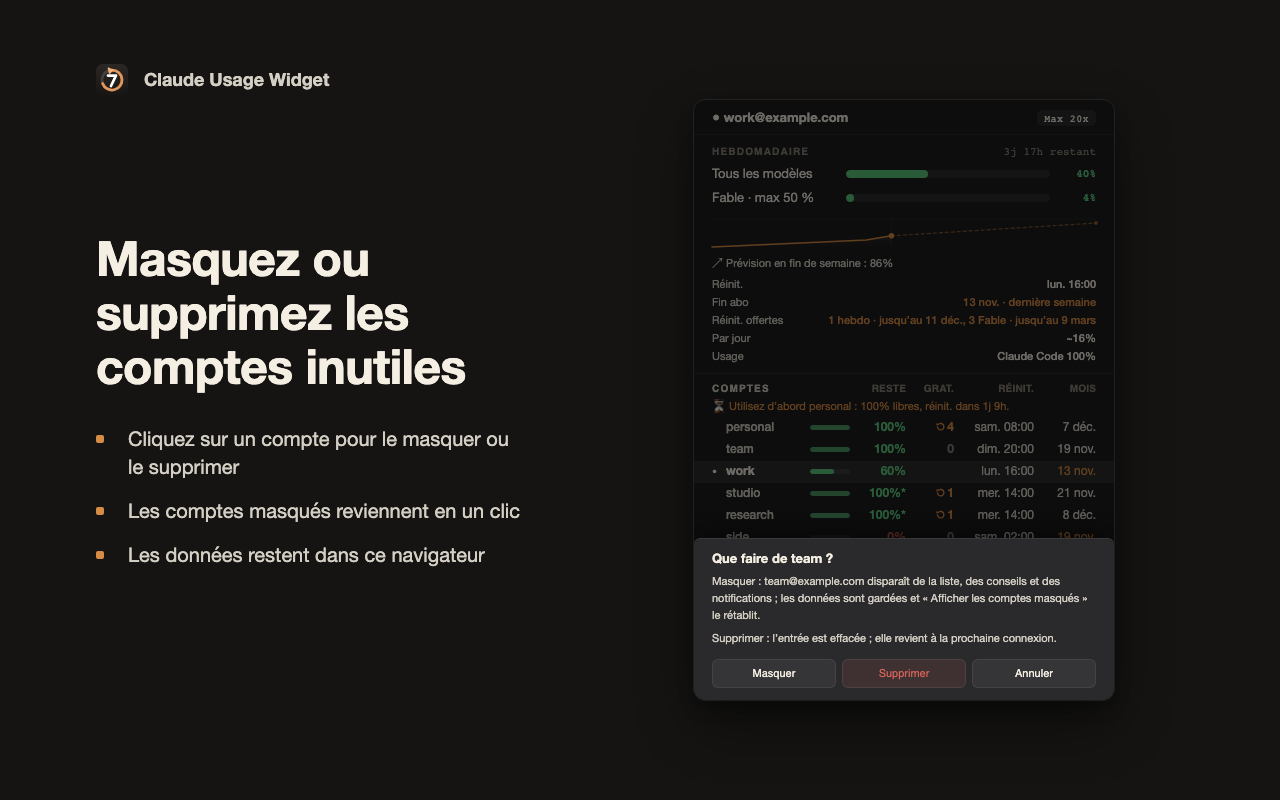 7
Claude Usage Widget
Masquez ou
supprimez les
comptes inutiles
Cliquez sur un compte pour le masquer ou
le supprimer
Les comptes masqués reviennent en un clic
Les données restent dans ce navigateur
work@example.com Max 20x
HEBDOMADAIRE 3j 17h restant
Tous les modèles 40%
Fable · max 50 % 4%
Prévision en fin de semaine : 86%
Réinit. lun. 16:00
Fin abo 13 nov. · dernière semaine
Réinit. offertes 1 hebdo · jusqu'au 11 déc., 3 Fable · jusqu'au 9 mars
Par jour ~16%
Usage Claude Code 100%
COMPTES RESTE GRAT. RÉINIT. MOIS
⏳ Utilisez d'abord personal : 100% libres, réinit. dans 1j 9h.
personal 100% 4 sam. 08:00 7 déc.
team 100% 0 dim. 20:00 19 nov.
• work 60% lun. 16:00 13 nov.
studio 100%* 1 mer. 14:00 21 nov.
research 100%* 1 mer. 14:00 8 déc.
side 0% 0 sam. 02:00 19 nov.
Que faire de team ?
Masquer : team@example.com disparaît de la liste, des conseils et des
notifications ; les données sont gardées et « Afficher les comptes masqués »
le rétablit.
Supprimer : l'entrée est effacée ; elle revient à la prochaine connexion.
Masquer Supprimer Annuler